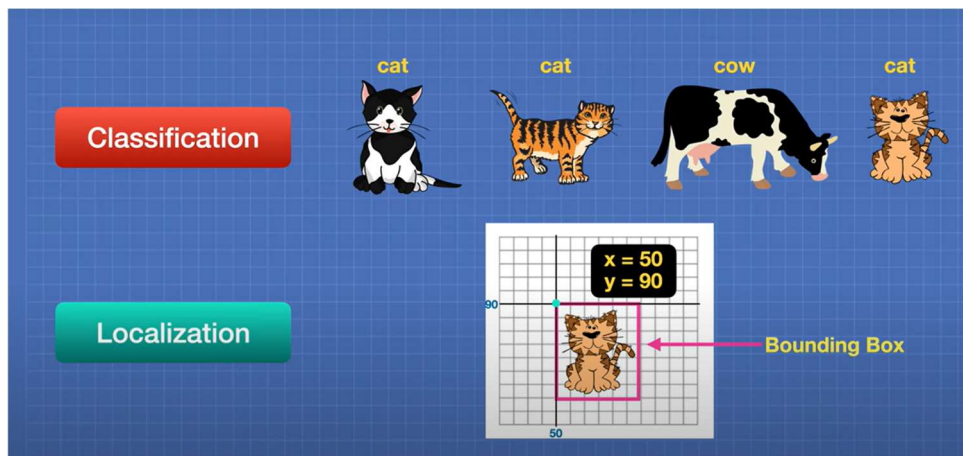 cat
cat
cow
cat
Classification
x = 50
y = 90
90
Localization
Bounding Box
50